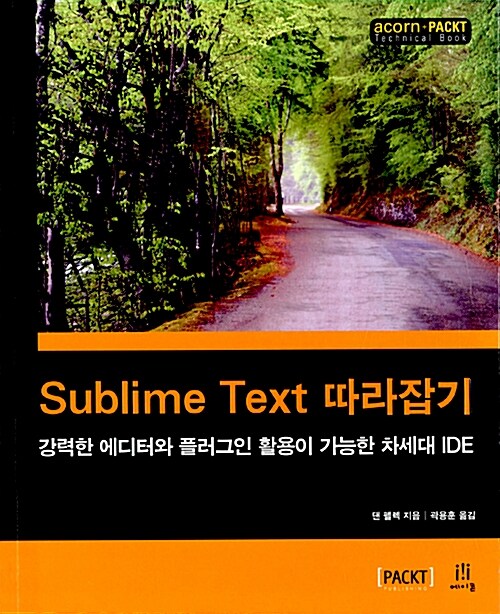 acorn+PACKT
Technical Book
Sublime Text 따라잡기
강력한 에디터와 플러그인 활용이 가능한 차세대 IDE
댄 펠렉 지음 | 곽용훈 옮김
[PACKT]
PUBLISHING
에이콘